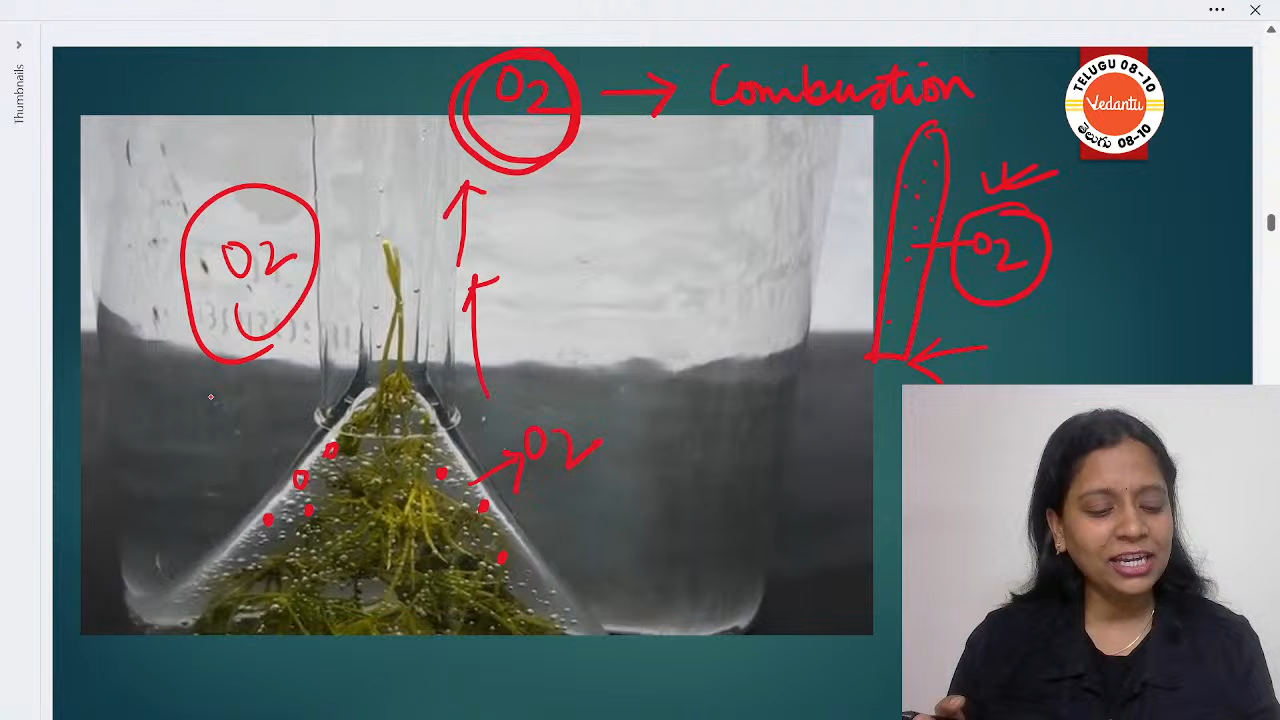 Thumbnails
O2 → Combustion
TELUGU 08-10
Vedantu
తెలుగు 08-10
O2
O2
O2